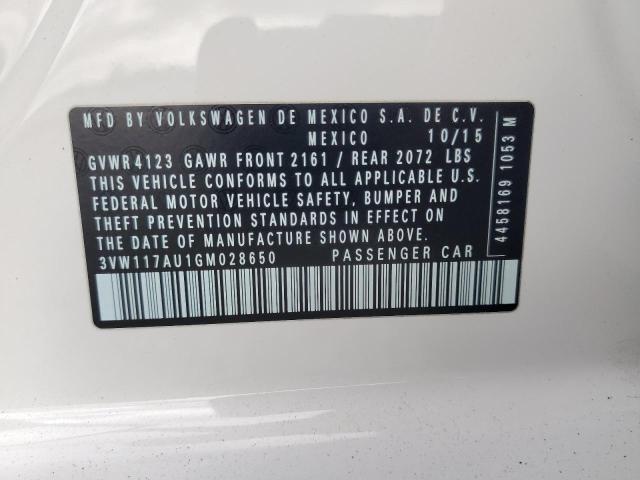 MFD BY VOLKSWAGEN DE MEXICO S.A. DE C.V.
MEXICO 10/15
GVWR 4123 GAWR FRONT 2161 / REAR 2072 LBS
THIS VEHICLE CONFORMS TO ALL APPLICABLE U.S.
FEDERAL MOTOR VEHICLE SAFETY, BUMPER AND
THEFT PREVENTION STANDARDS IN EFFECT ON
THE DATE OF MANUFACTURE SHOWN ABOVE.
3VW117AU1GM028650 PASSENGER CAR
4458169 1053 M